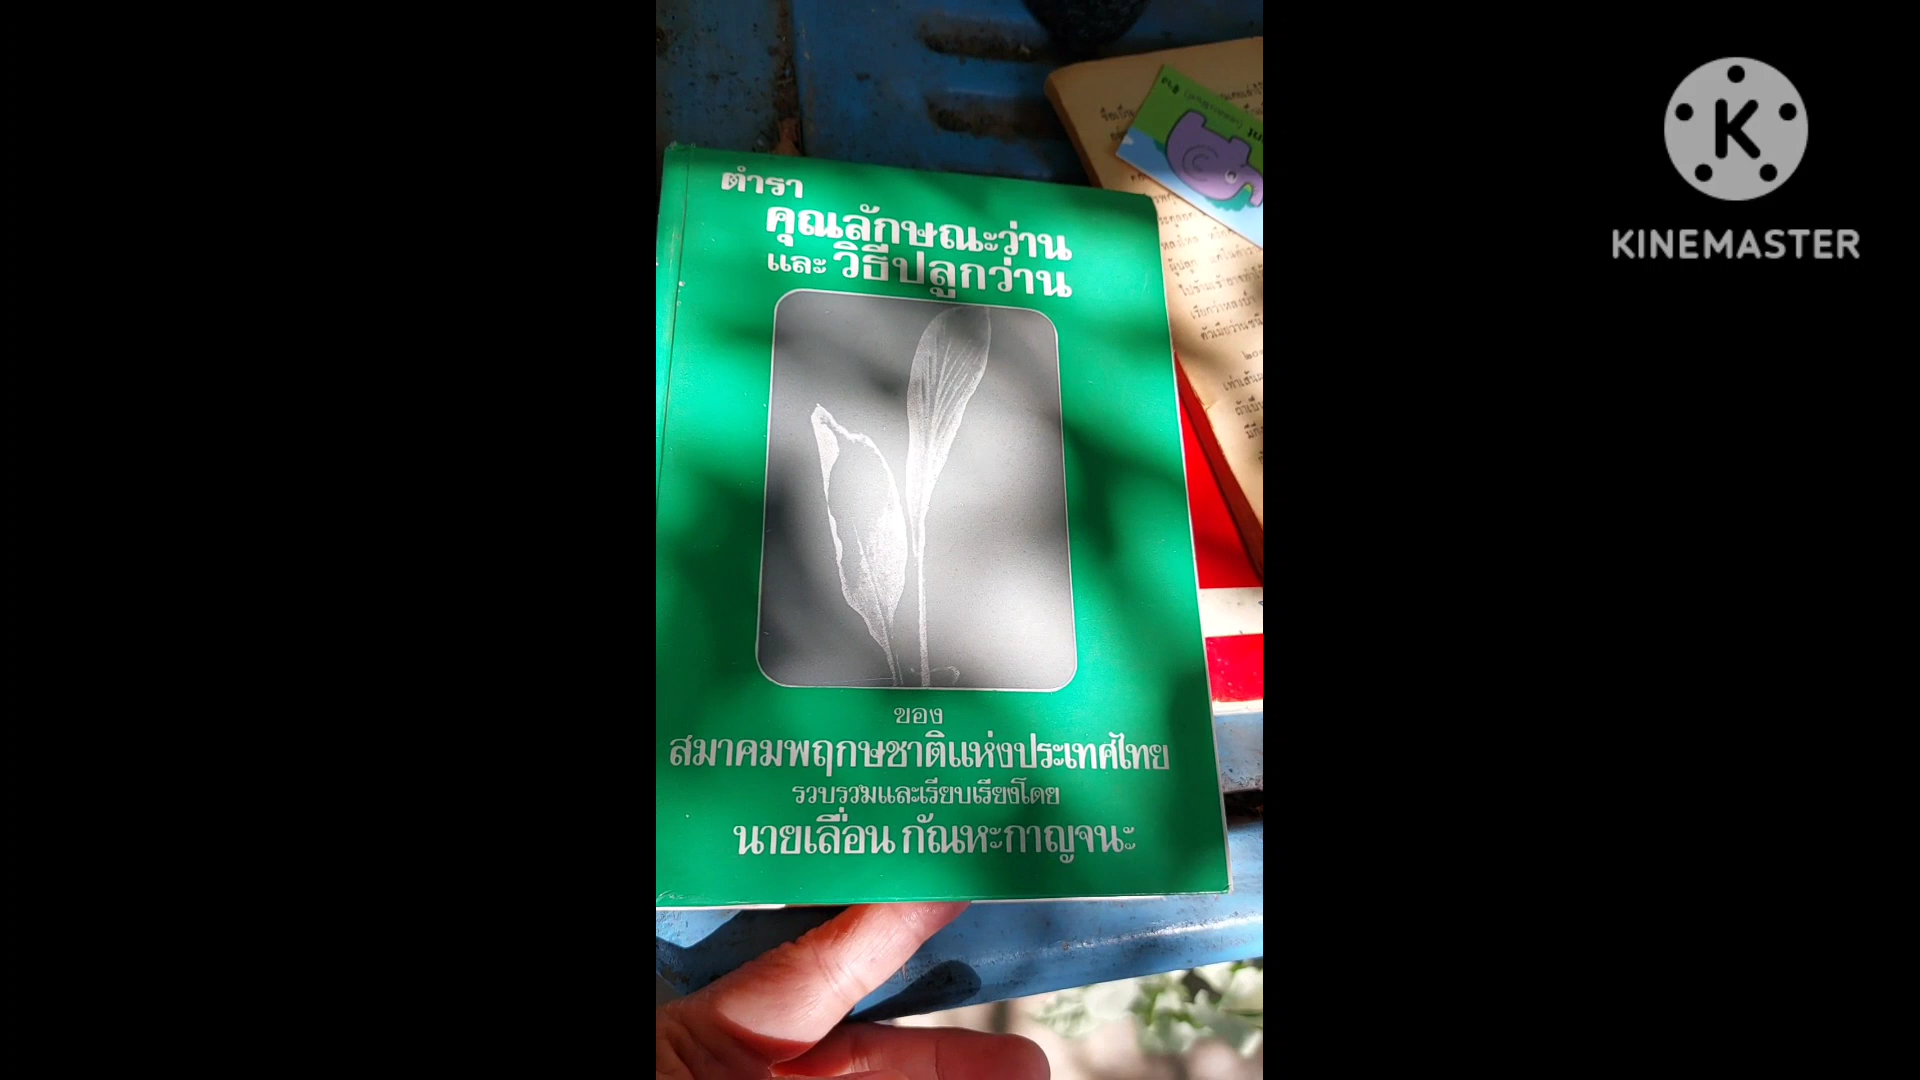 ตำรา
คุณลักษณะว่าน
และ วิธีปลูกว่าน
ของ
สมาคมพฤกษชาติแห่งประเทศไทย
รวบรวมและเรียบเรียงโดย
นายเลื่อน กัณหะกาญจนะ
K
KINEMASTER